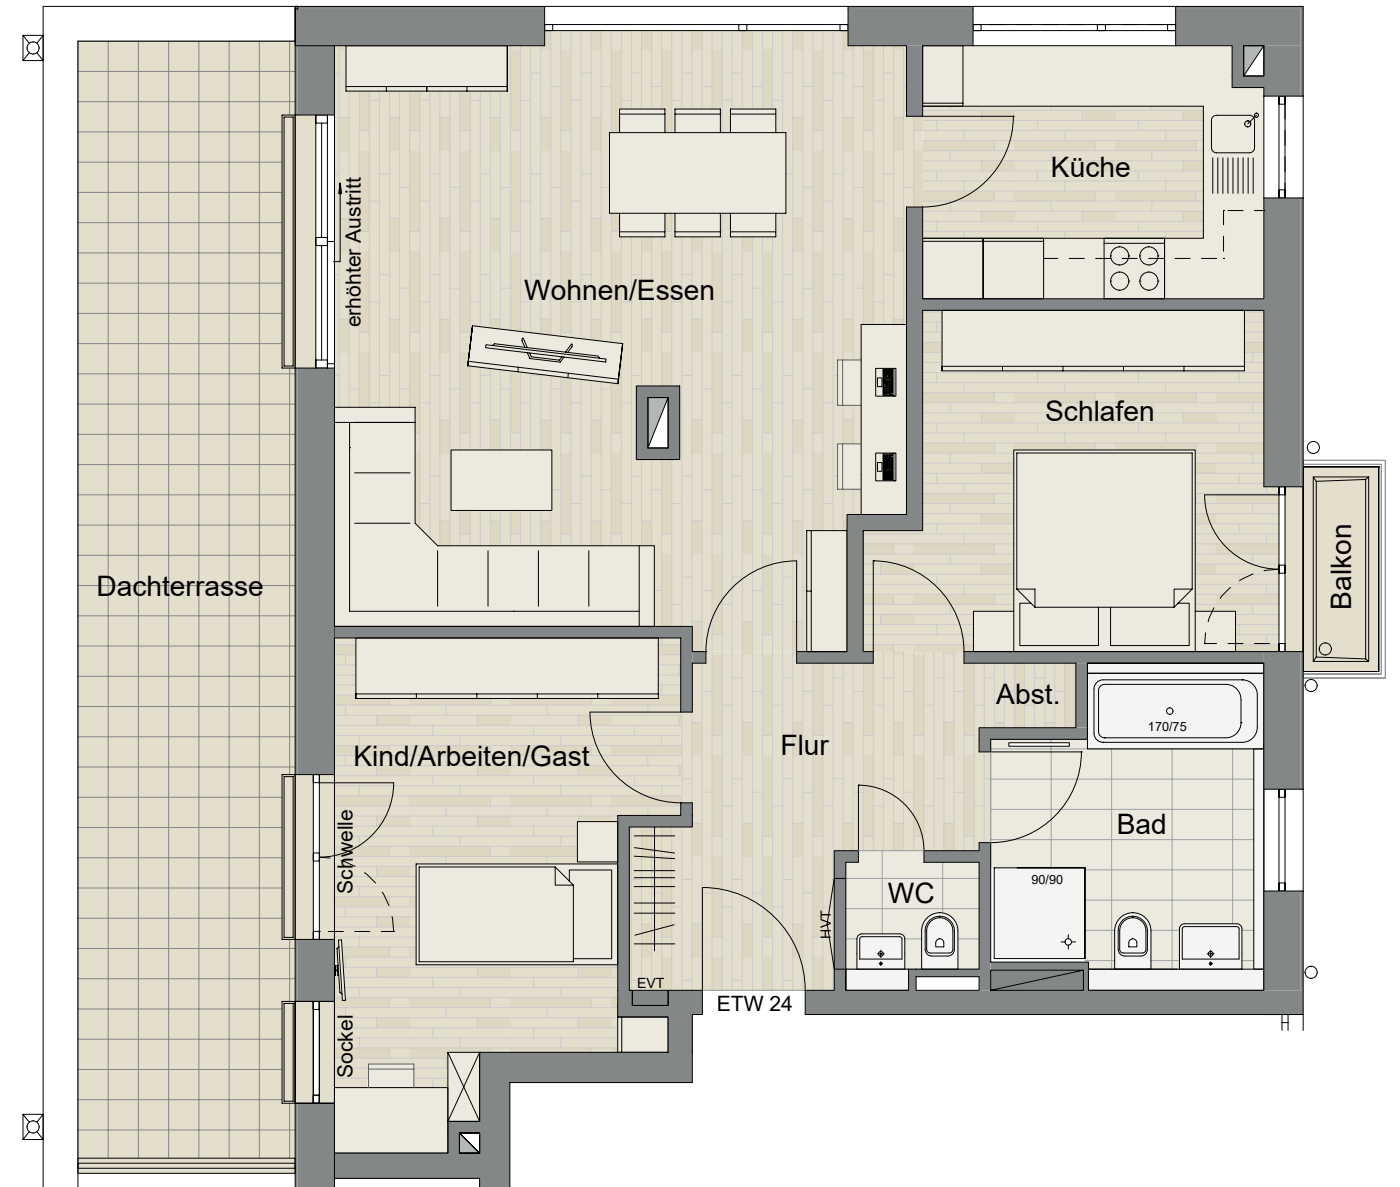 Küche
erhöhter Austritt
Wohnen/Essen
Schlafen
Balkon
Dachterrasse
Abst.
170/75
Flur
Kind/Arbeiten/Gast
Bad
Schwelle
90/90
WC
HVT
EVT
ETW 24
Sockel